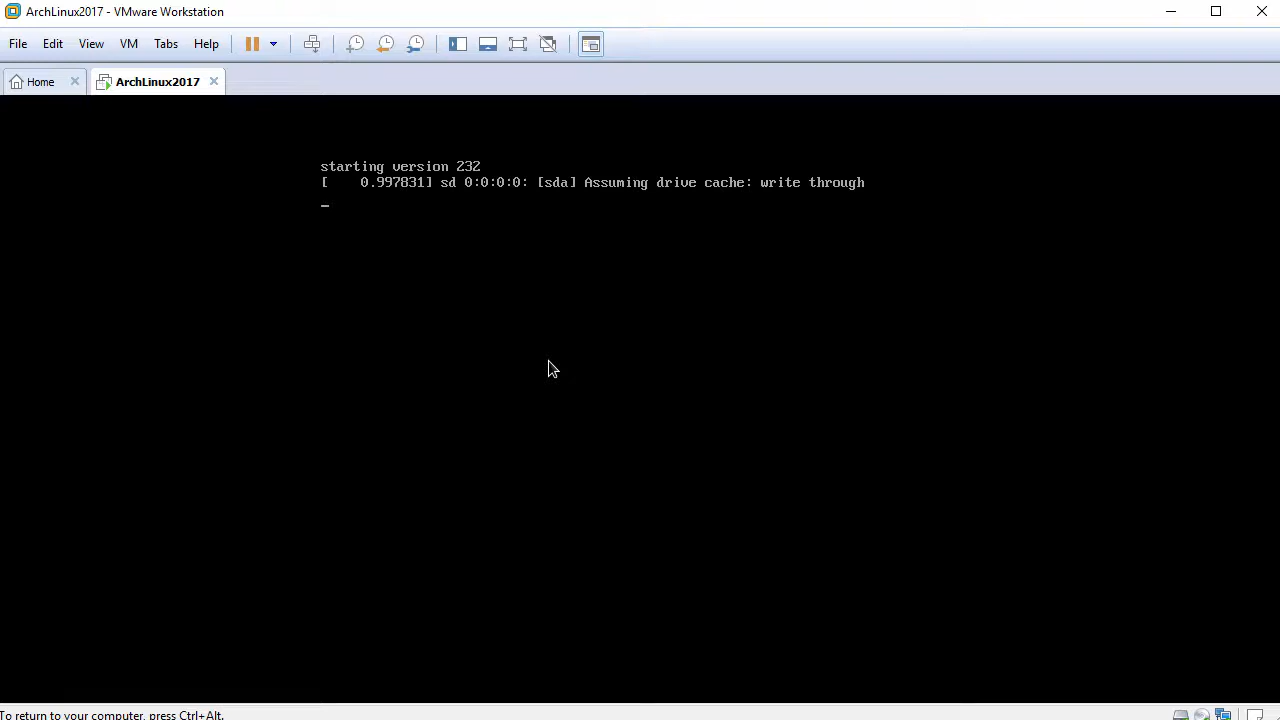 ArchLinux2017 - VMware Workstation
File Edit View VM Tabs Help
Home ArchLinux2017
starting version 232
[    0.997831] sd 0:0:0:0: [sda] Assuming drive cache: write through
To return to your computer, press Ctrl+Alt.